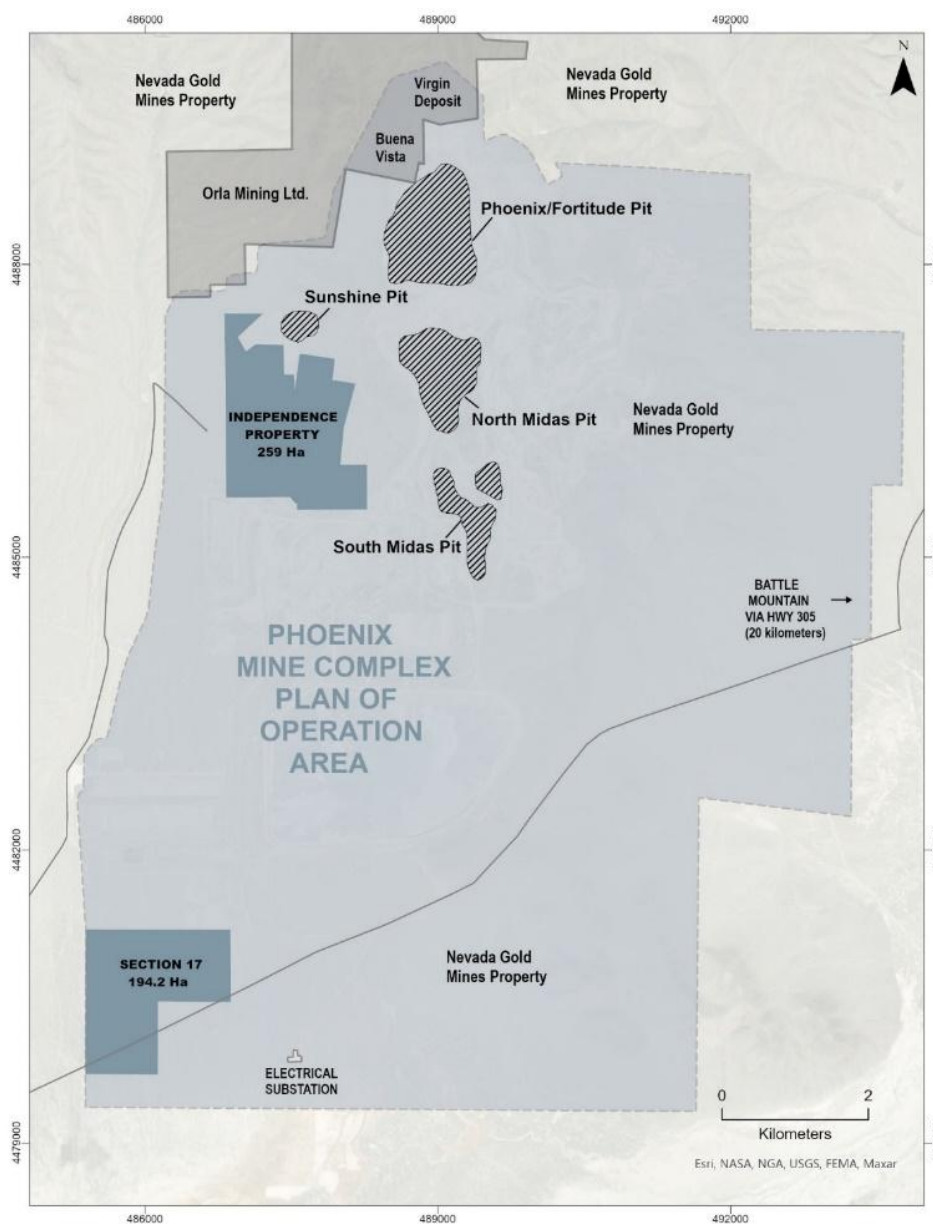 486000
489000
492000
N
Nevada Gold
Mines Property
Virgin
Deposit
Nevada Gold
Mines Property
Buena
Vista
Orla Mining Ltd.
Phoenix/Fortitude Pit
4488000
4488000
Sunshine Pit
INDEPENDENCE
PROPERTY
259 Ha
North Midas Pit
Nevada Gold
Mines Property
South Midas Pit
4485000
4485000
BATTLE
MOUNTAIN
VIA HWY 305
(20 kilometers)
PHOENIX
MINE COMPLEX
PLAN OF
OPERATION
AREA
4482000
4482000
SECTION 17
194.2 Ha
Nevada Gold
Mines Property
ELECTRICAL
SUBSTATION
0 2
Kilometers
Esri, NASA, NGA, USGS, FEMA, Maxar
4479000
4479000
486000
489000
492000